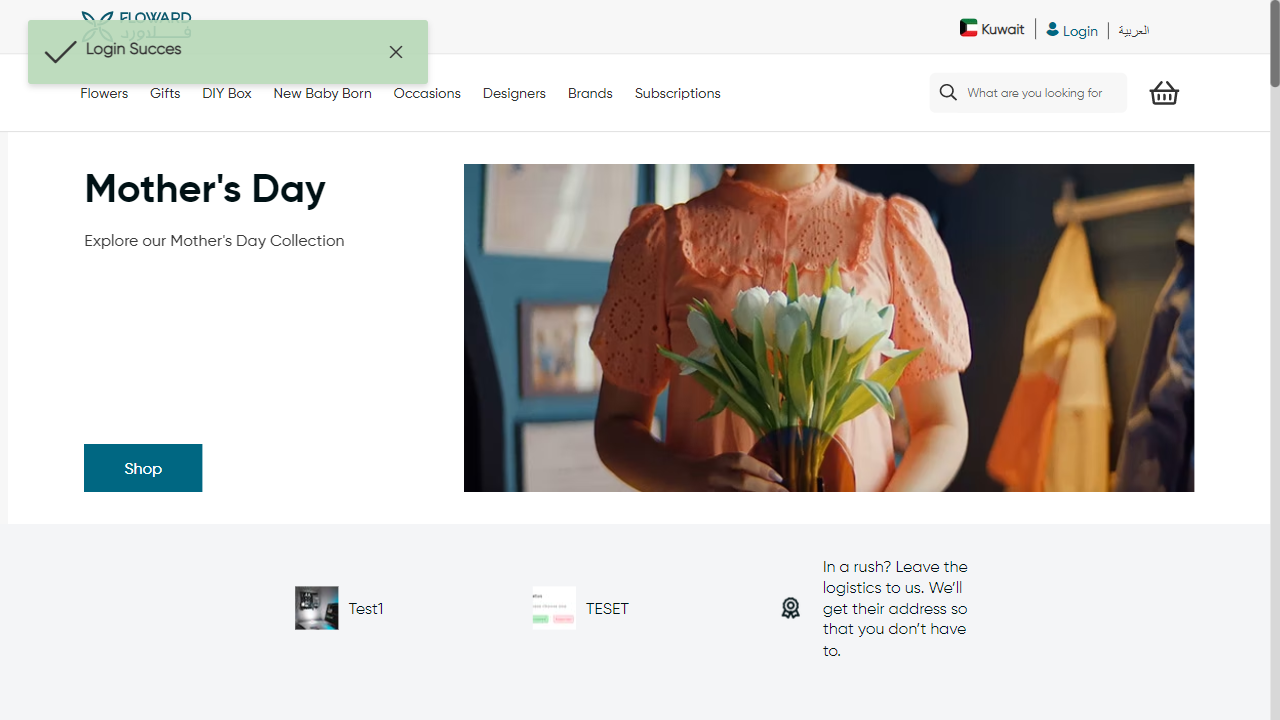 FLOWARD
فلاورد
Login Succes
Kuwait
Login
العربية
Flowers Gifts DIY Box New Baby Born Occasions Designers Brands Subscriptions
What are you looking for
Mother's Day
Explore our Mother's Day Collection
Shop
Test1
TESET
In a rush? Leave the
logistics to us. We’ll
get their address so
that you don’t have
to.